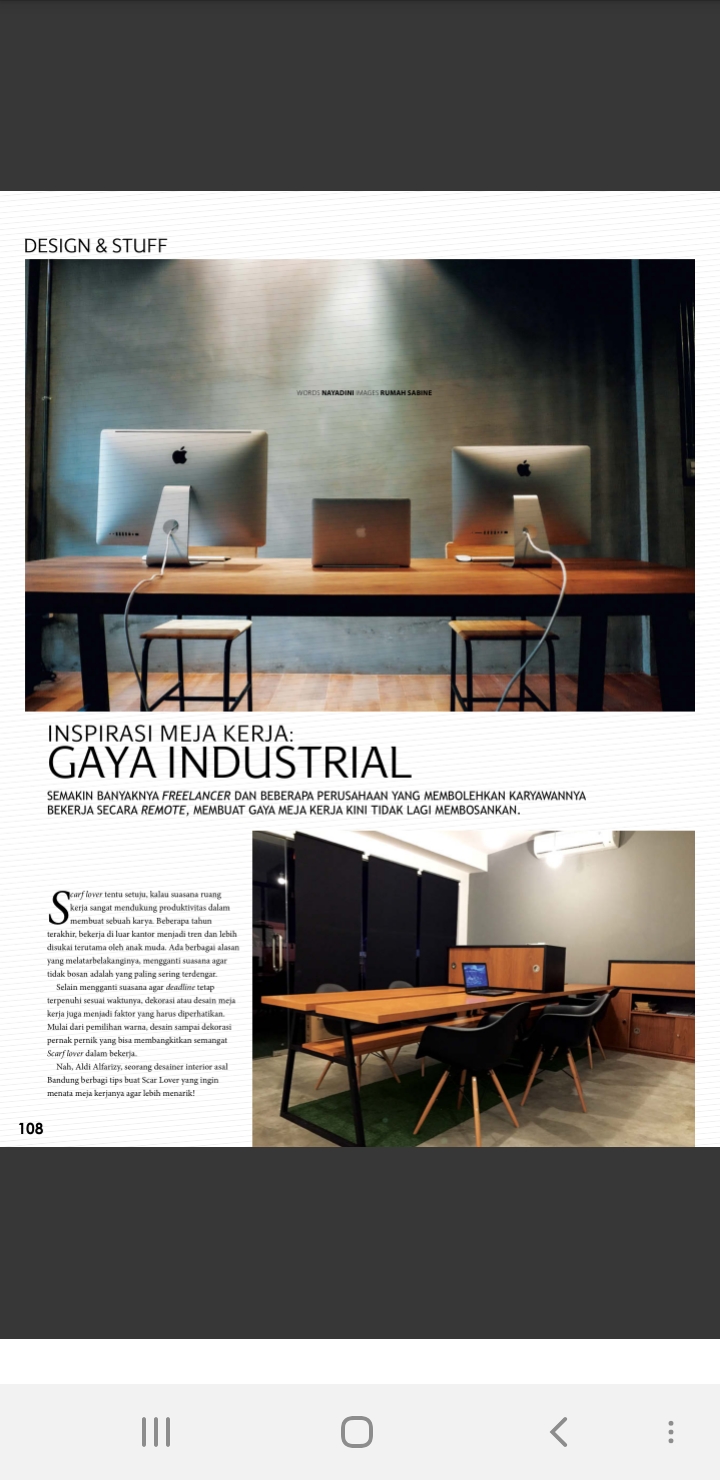 DESIGN & STUFF
WORDS NAYADINI IMAGES RUMAH SABINE
INSPIRASI MEJA KERJA:
GAYA INDUSTRIAL
SEMAKIN BANYAKNYA FREELANCER DAN BEBERAPA PERUSAHAAN YANG MEMBOLEHKAN KARYAWANNYA
BEKERJA SECARA REMOTE, MEMBUAT GAYA MEJA KERJA KINI TIDAK LAGI MEMBOSANKAN.
Scarf lover tentu setuju, kalau suasana ruang
kerja sangat mendukung produktivitas dalam
membuat sebuah karya. Beberapa tahun
terakhir, bekerja di luar kantor menjadi tren dan lebih
disukai terutama oleh anak muda. Ada berbagai alasan
yang melatarbelakanginya, mengganti suasana agar
tidak bosan adalah yang paling sering terdengar.
Selain mengganti suasana agar deadline tetap
terpenuhi sesuai waktunya, dekorasi atau desain meja
kerja juga menjadi faktor yang harus diperhatikan.
Mulai dari pemilihan warna, desain sampai dekorasi
pernak pernik yang bisa membangkitkan semangat
Scarf lover dalam bekerja.
Nah, Aldi Alfarizy, seorang desainer interior asal
Bandung berbagi tips buat Scar Lover yang ingin
menata meja kerjanya agar lebih menarik!
108